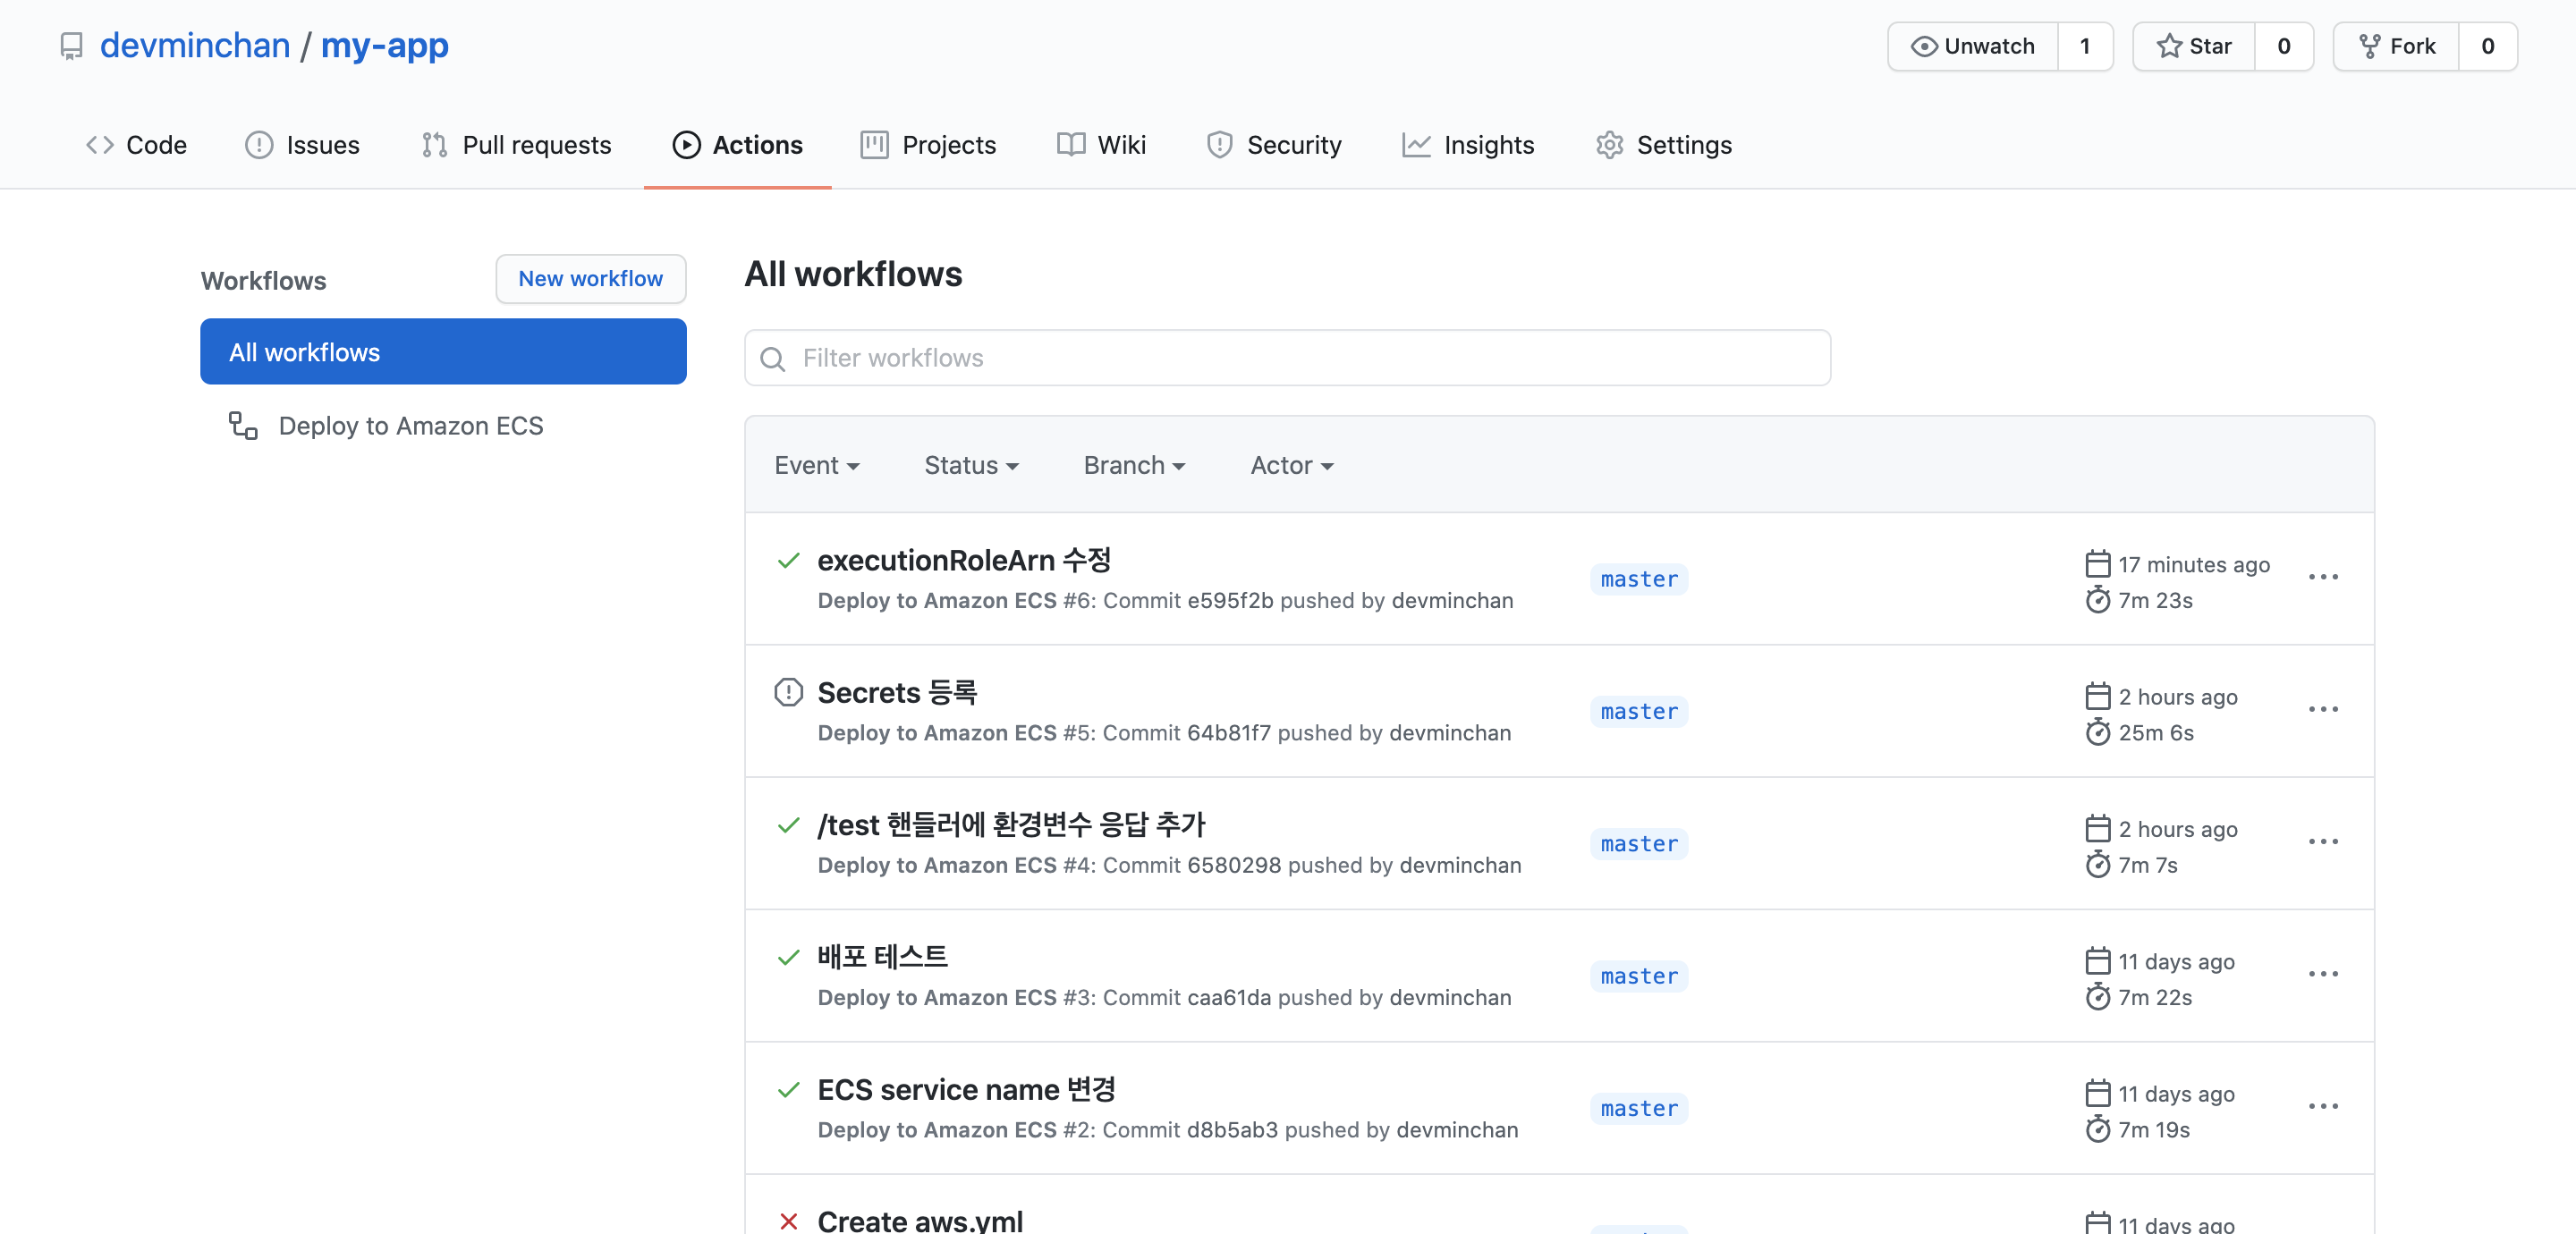 devminchan / my-app
Unwatch 1
Star 0
Fork 0
Code
Issues
Pull requests
Actions
Projects
Wiki
Security
Insights
Settings
Workflows
New workflow
All workflows
Deploy to Amazon ECS
All workflows
Filter workflows
Event
Status
Branch
Actor
executionRoleArn 수정
Deploy to Amazon ECS #6: Commit e595f2b pushed by devminchan
master
17 minutes ago
7m 23s
Secrets 등록
Deploy to Amazon ECS #5: Commit 64b81f7 pushed by devminchan
master
2 hours ago
25m 6s
/test 핸들러에 환경변수 응답 추가
Deploy to Amazon ECS #4: Commit 6580298 pushed by devminchan
master
2 hours ago
7m 7s
배포 테스트
Deploy to Amazon ECS #3: Commit caa61da pushed by devminchan
master
11 days ago
7m 22s
ECS service name 변경
Deploy to Amazon ECS #2: Commit d8b5ab3 pushed by devminchan
master
11 days ago
7m 19s
Create aws.yml
11 days ago